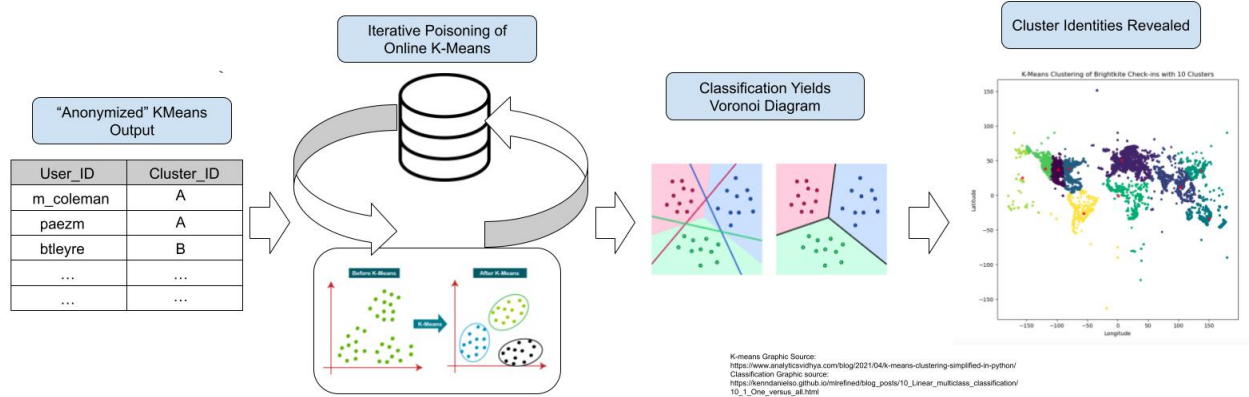 Iterative Poisoning of
Online K-Means
Cluster Identities Revealed
"Anonymized" KMeans
Output
Classification Yields
Voronoi Diagram
User_ID Cluster_ID
m_coleman A
paezm A
btleyre B
… …
… …
Before K-Means
After K-Means
K-Means
K-Means Clustering of Brightkite Check-ins with 10 Clusters
Latitude
150
100
50
0
−50
−100
−150
−150 −100 −50 0 50 100 150
Longitude
K-means Graphic Source:
https://www.analyticsvidhya.com/blog/2021/04/k-means-clustering-simplified-in-python/
Classification Graphic source:
https://kenndanielso.github.io/mlrefined/blog_posts/10_Linear_multiclass_classification/
10_1_One_versus_all.html